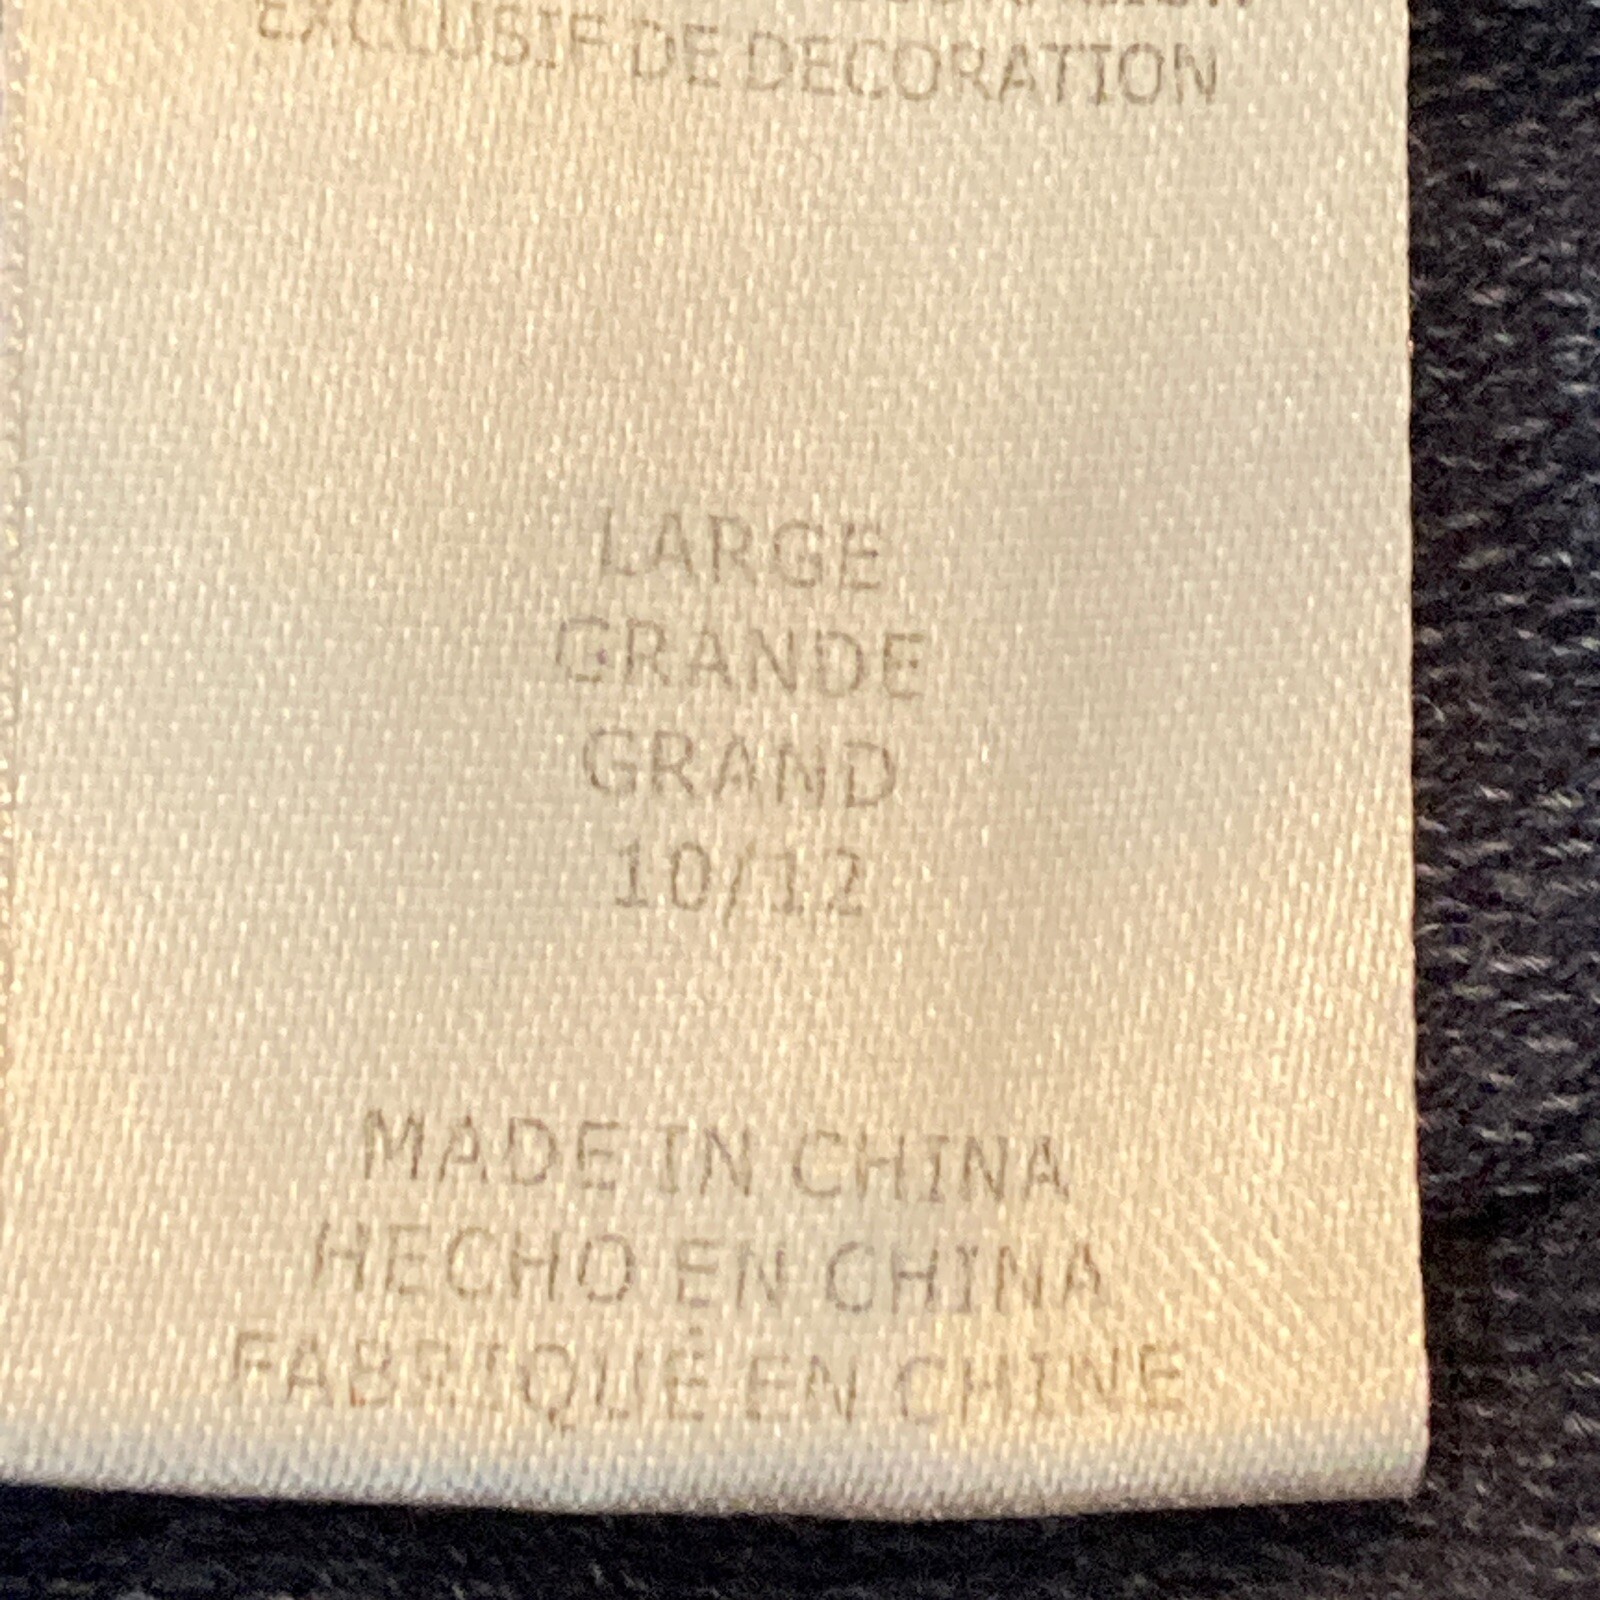 EXCLUSIF DE DECORATION
LARGE
GRANDE
GRAND
10/12
MADE IN CHINA
HECHO EN CHINA
FABRIQUÉ EN CHINE